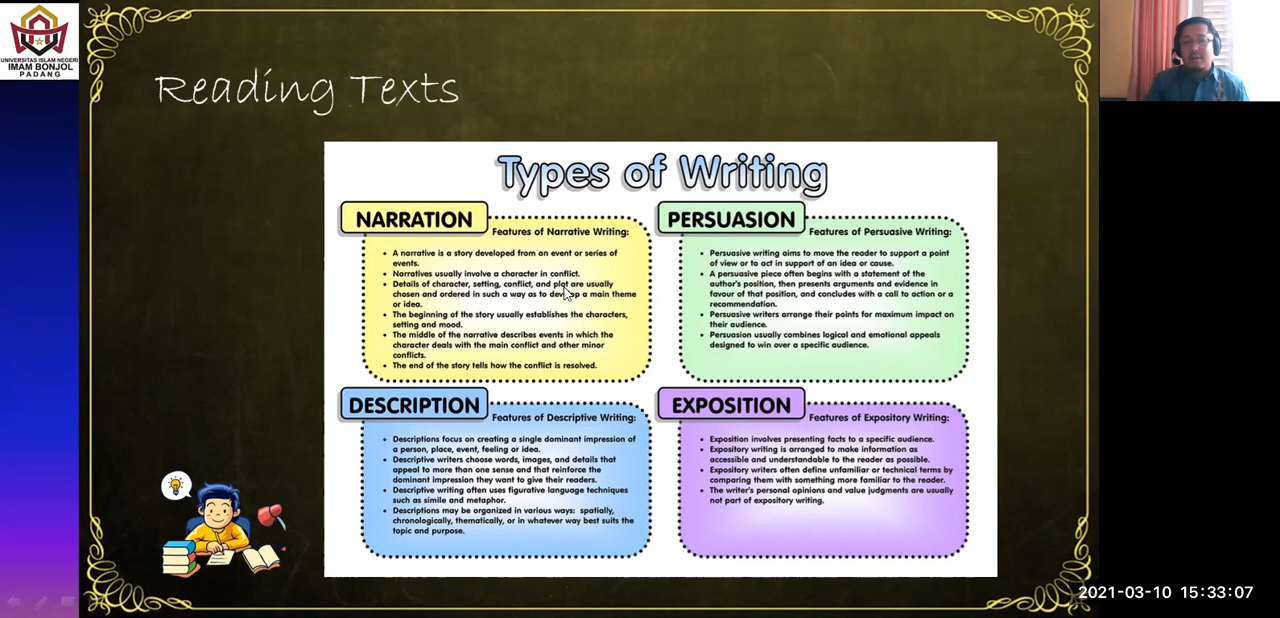 UNIVERSITAS ISLAM NEGERI
IMAM BONJOL
PADANG
Reading Texts
Types of Writing
NARRATION
Features of Narrative Writing:
• A narrative is a story developed from an event or series of
events.
• Narratives usually involve a character in conflict.
• Details of character, setting, conflict, and plot are usually
chosen and ordered in such a way as to develop a main theme
or idea.
• The beginning of the story usually establishes the characters,
setting and mood.
• The middle of the narrative describes events in which the
character deals with the main conflict and other minor
conflicts.
• The end of the story tells how the conflict is resolved.
PERSUASION
Features of Persuasive Writing:
• Persuasive writing aims to move the reader to support a point
of view or to act in support of an idea or cause.
• A persuasive piece often begins with a statement of the
author's position, then presents arguments and evidence in
favour of that position, and concludes with a call to action or a
recommendation.
• Persuasive writers arrange their points for maximum impact on
their audience.
• Persuasion usually combines logical and emotional appeals
designed to win over a specific audience.
DESCRIPTION
Features of Descriptive Writing:
• Descriptions focus on creating a single dominant impression of
a person, place, event, feeling or idea.
• Descriptive writers choose words, images, and details that
appeal to more than one sense and that reinforce the
dominant impression they want to give their readers.
• Descriptive writing often uses figurative language techniques
such as simile and metaphor.
• Descriptions may be organized in various ways: spatially,
chronologically, thematically, or in whatever way best suits the
topic and purpose.
EXPOSITION
Features of Expository Writing:
• Exposition involves presenting facts to a specific audience.
• Expository writing is arranged to make information as
accessible and understandable to the reader as possible.
• Expository writers often define unfamiliar or technical terms by
comparing them with something more familiar to the reader.
• The writer's personal opinions and value judgments are usually
not part of expository writing.
2021-03-10 15:33:07